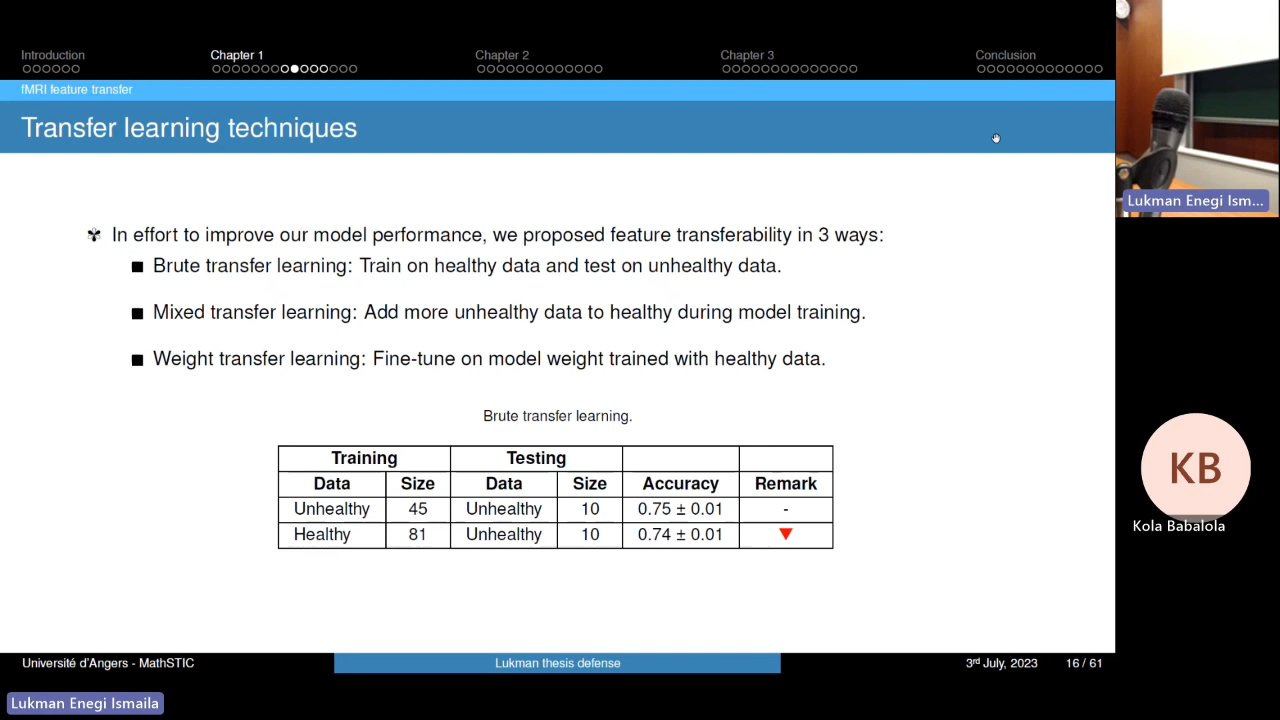 Introduction
Chapter 1
Chapter 2
Chapter 3
Conclusion
fMRI feature transfer
Transfer learning techniques
In effort to improve our model performance, we proposed feature transferability in 3 ways:
Brute transfer learning: Train on healthy data and test on unhealthy data.
Mixed transfer learning: Add more unhealthy data to healthy during model training.
Weight transfer learning: Fine-tune on model weight trained with healthy data.
Brute transfer learning.
Training Testing
Data Size Data Size Accuracy Remark
Unhealthy 45 Unhealthy 10 0.75 ± 0.01 -
Healthy 81 Unhealthy 10 0.74 ± 0.01 ▼
Université d'Angers - MathSTIC
Lukman thesis defense
3rd July, 2023
16 / 61
Lukman Enegi Ism...
KB
Kola Babalola
Lukman Enegi Ismaila